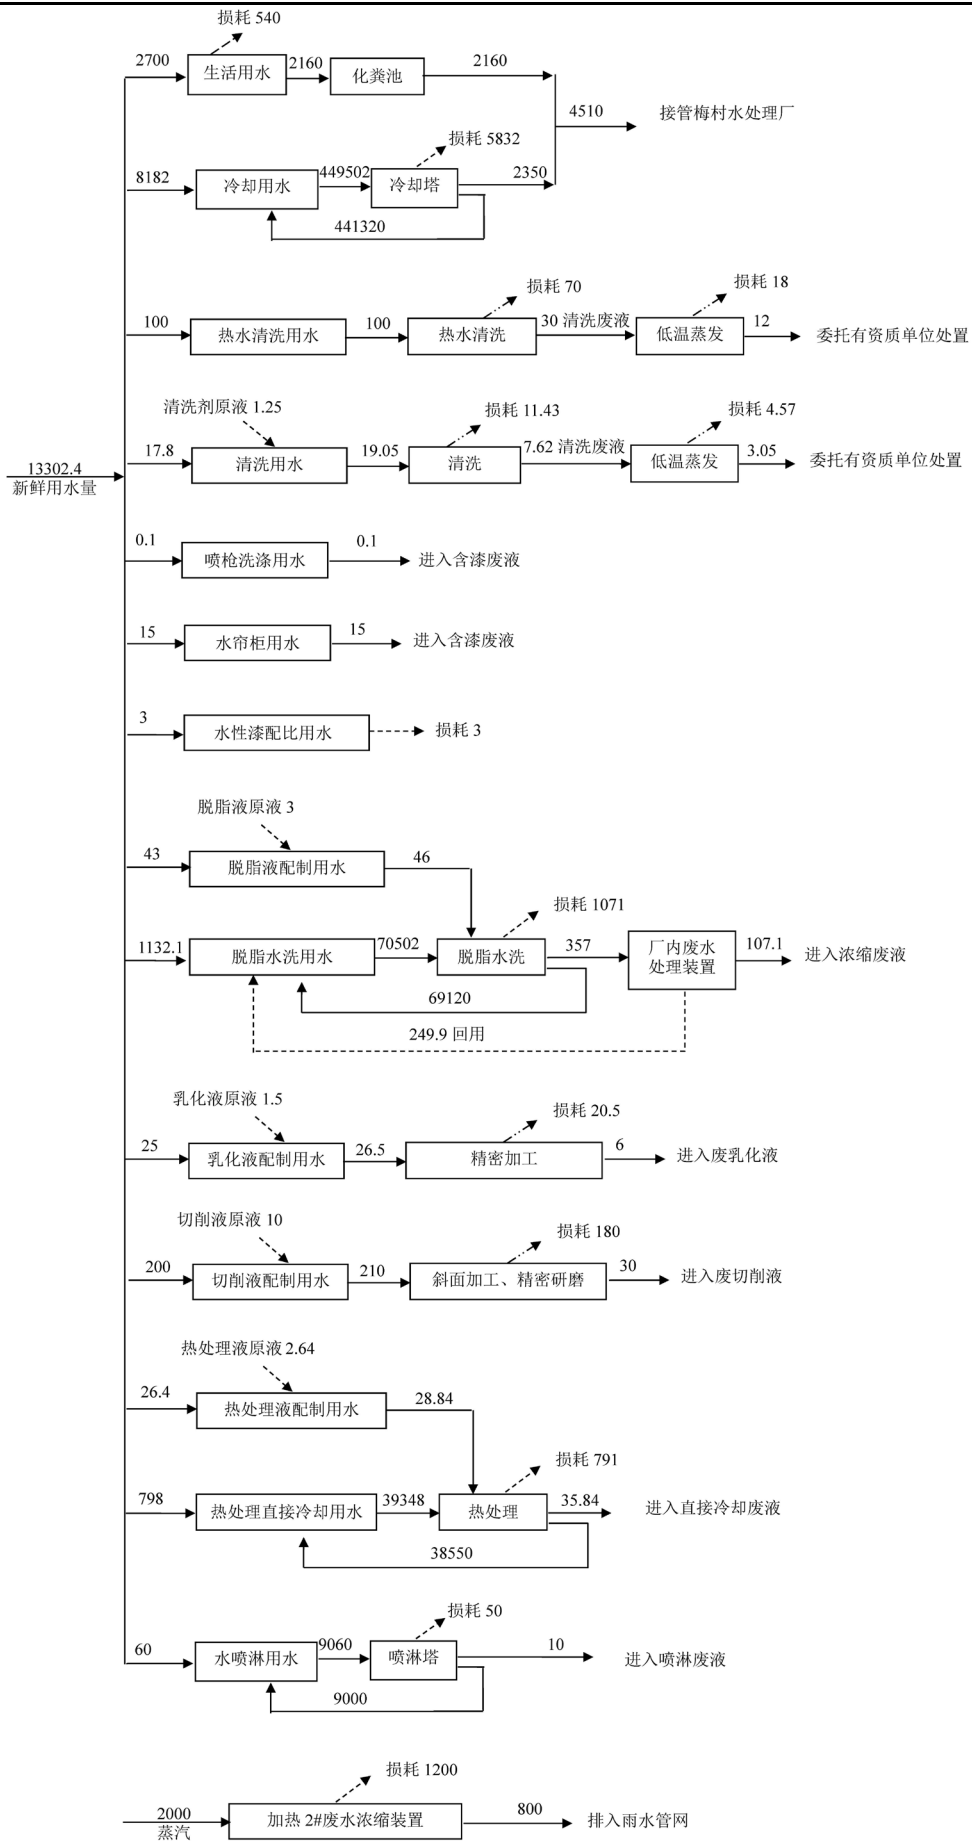 损耗 540
2700
生活用水
2160
化粪池
2160
4510
接管梅村水处理厂
损耗 5832
8182
冷却用水
449502
冷却塔
2350
441320
损耗 70
损耗 18
100
热水清洗用水
100
热水清洗
30 清洗废液
低温蒸发
12
委托有资质单位处置
清洗剂原液 1.25
损耗 11.43
损耗 4.57
17.8
清洗用水
19.05
清洗
7.62 清洗废液
低温蒸发
3.05
委托有资质单位处置
13302.4
新鲜用水量
0.1
喷枪洗涤用水
0.1
进入含漆废液
15
水帘柜用水
15
进入含漆废液
3
水性漆配比用水
损耗 3
脱脂液原液 3
43
脱脂液配制用水
46
损耗 1071
1132.1
脱脂水洗用水
70502
脱脂水洗
357
厂内废水
处理装置
107.1
进入浓缩废液
69120
249.9 回用
乳化液原液 1.5
损耗 20.5
25
乳化液配制用水
26.5
精密加工
6
进入废乳化液
切削液原液 10
损耗 180
200
切削液配制用水
210
斜面加工、精密研磨
30
进入废切削液
热处理液原液 2.64
26.4
热处理液配制用水
28.84
损耗 791
798
热处理直接冷却用水
39348
热处理
35.84
进入直接冷却废液
38550
损耗 50
60
水喷淋用水
9060
喷淋塔
10
进入喷淋废液
9000
损耗 1200
2000
蒸汽
加热 2#废水浓缩装置
800
排入雨水管网